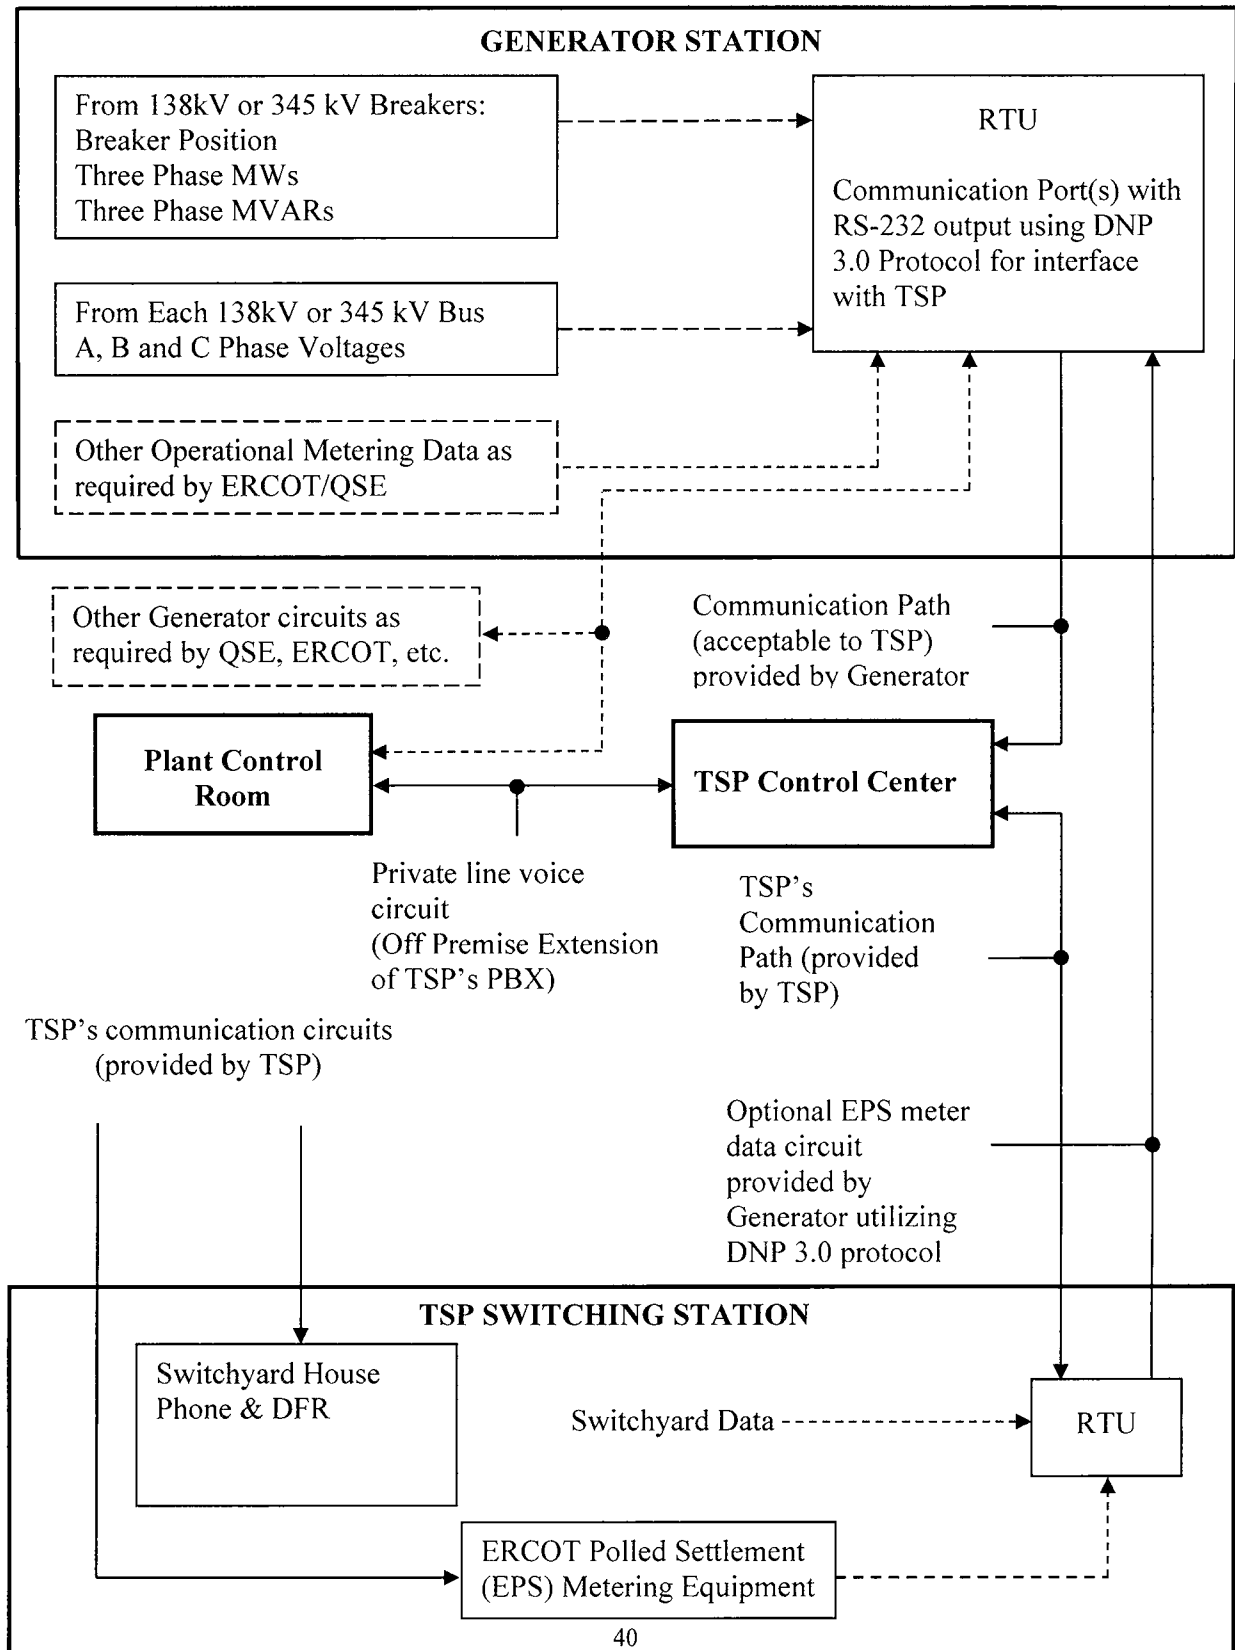 GENERATOR STATION
From 138kV or 345 kV Breakers:
Breaker Position
Three Phase MWs
Three Phase MVARs
RTU
Communication Port(s) with
RS-232 output using DNP
3.0 Protocol for interface
with TSP
From Each 138kV or 345 kV Bus
A, B and C Phase Voltages
Other Operational Metering Data as
required by ERCOT/QSE
Other Generator circuits as
required by QSE, ERCOT, etc.
Communication Path
(acceptable to TSP)
provided by Generator
Plant Control
Room
TSP Control Center
Private line voice
circuit
(Off Premise Extension
of TSP's PBX)
TSP's
Communication
Path (provided
by TSP)
TSP's communication circuits
(provided by TSP)
Optional EPS meter
data circuit
provided by
Generator utilizing
DNP 3.0 protocol
TSP SWITCHING STATION
Switchyard House
Phone & DFR
Switchyard Data
RTU
ERCOT Polled Settlement
(EPS) Metering Equipment
40